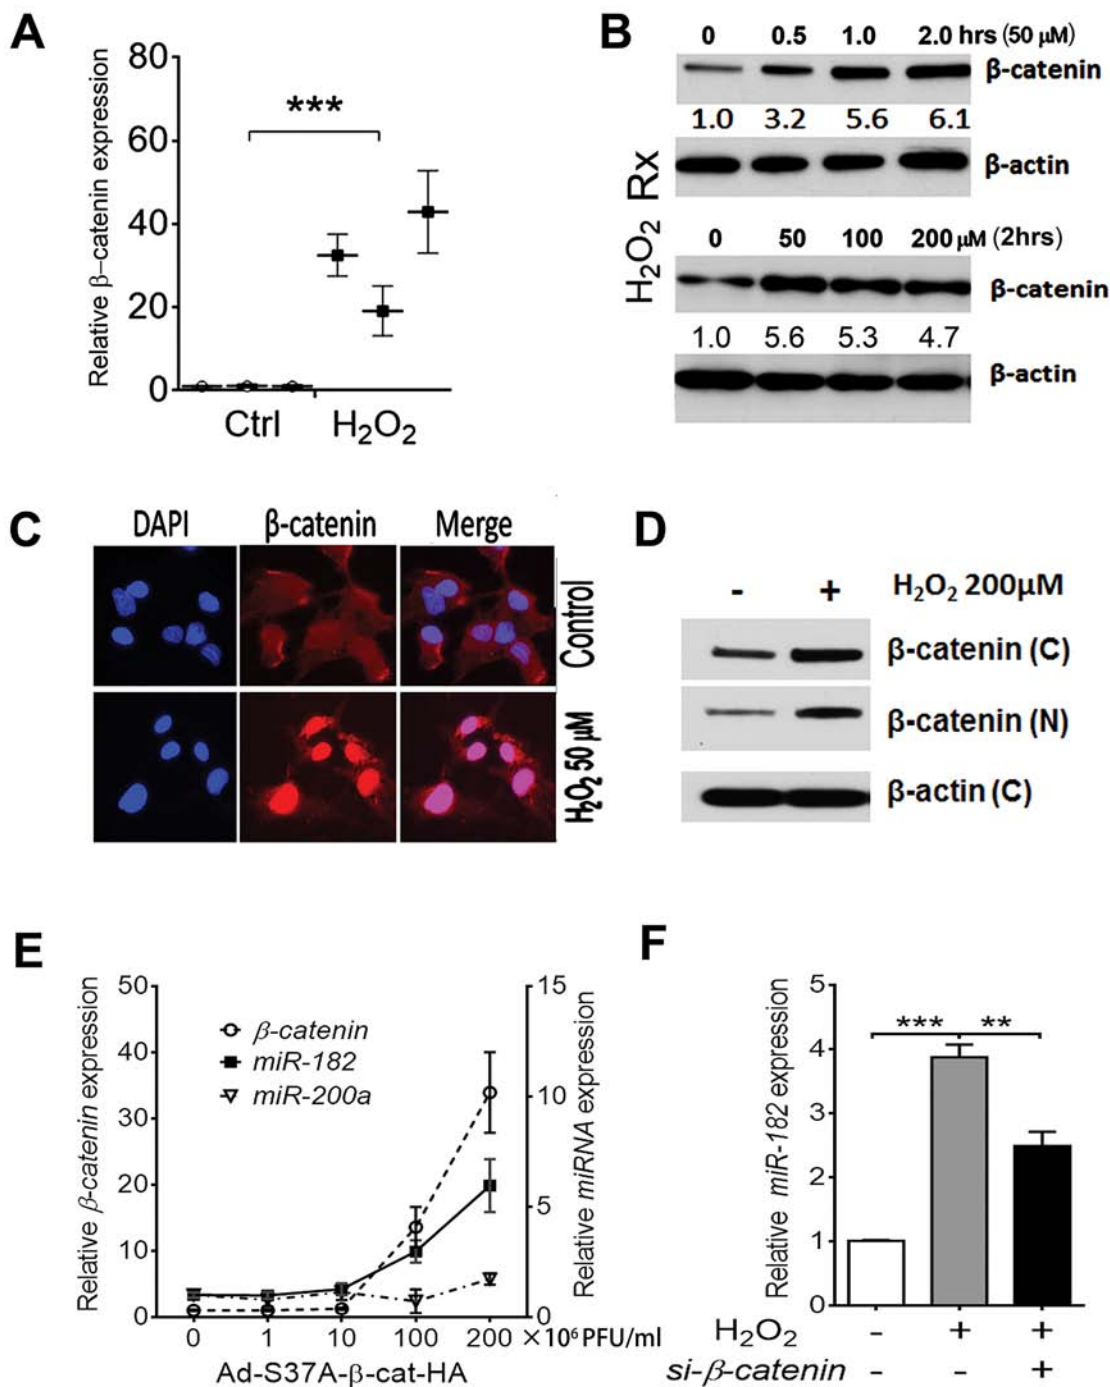 A
Relative β–catenin expression
80
60
40
20
0
***
Ctrl
H₂O₂
B
H₂O₂ Rx
0 0.5 1.0 2.0 hrs (50 μM)
β-catenin
1.0 3.2 5.6 6.1
β-actin
0 50 100 200 μM (2hrs)
β-catenin
1.0 5.6 5.3 4.7
β-actin
C
DAPI β-catenin Merge
Control
H₂O₂ 50 μM
D
- + H₂O₂ 200μM
β-catenin (C)
β-catenin (N)
β-actin (C)
E
Relative β-catenin expression
50
40
30
20
10
0
β-catenin
miR-182
miR-200a
15
10
5
0
Relative miRNA expression
0 1 10 100 200 ×10⁶ PFU/ml
Ad-S37A-β-cat-HA
F
Relative miR-182 expression
5
4
3
2
1
0
*** **
H₂O₂ - + +
si-β-catenin - - +